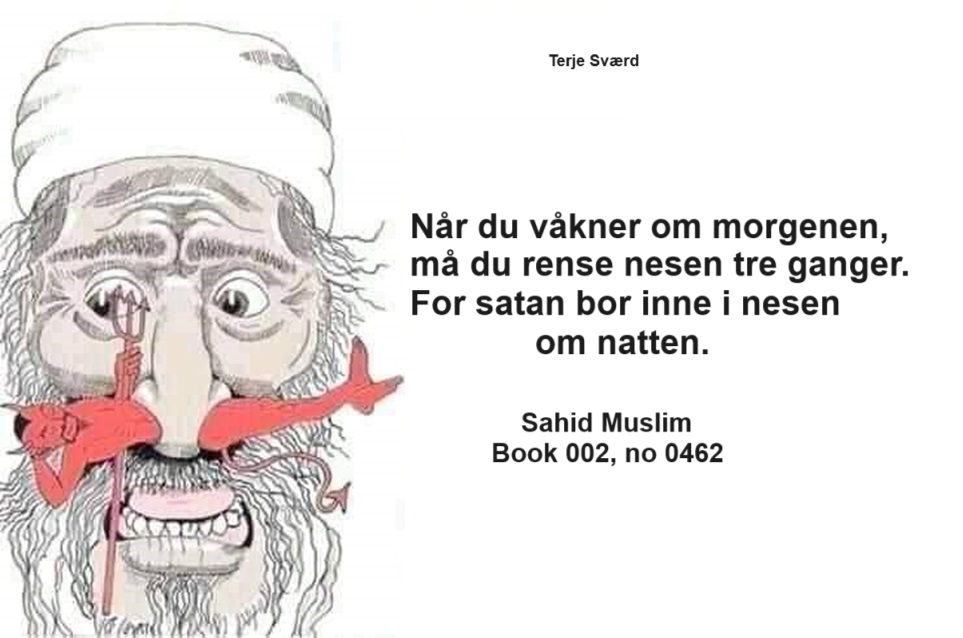 Terje Sværd
Når du våkner om morgenen,
må du rense nesen tre ganger.
For satan bor inne i nesen
om natten.
Sahid Muslim
Book 002, no 0462